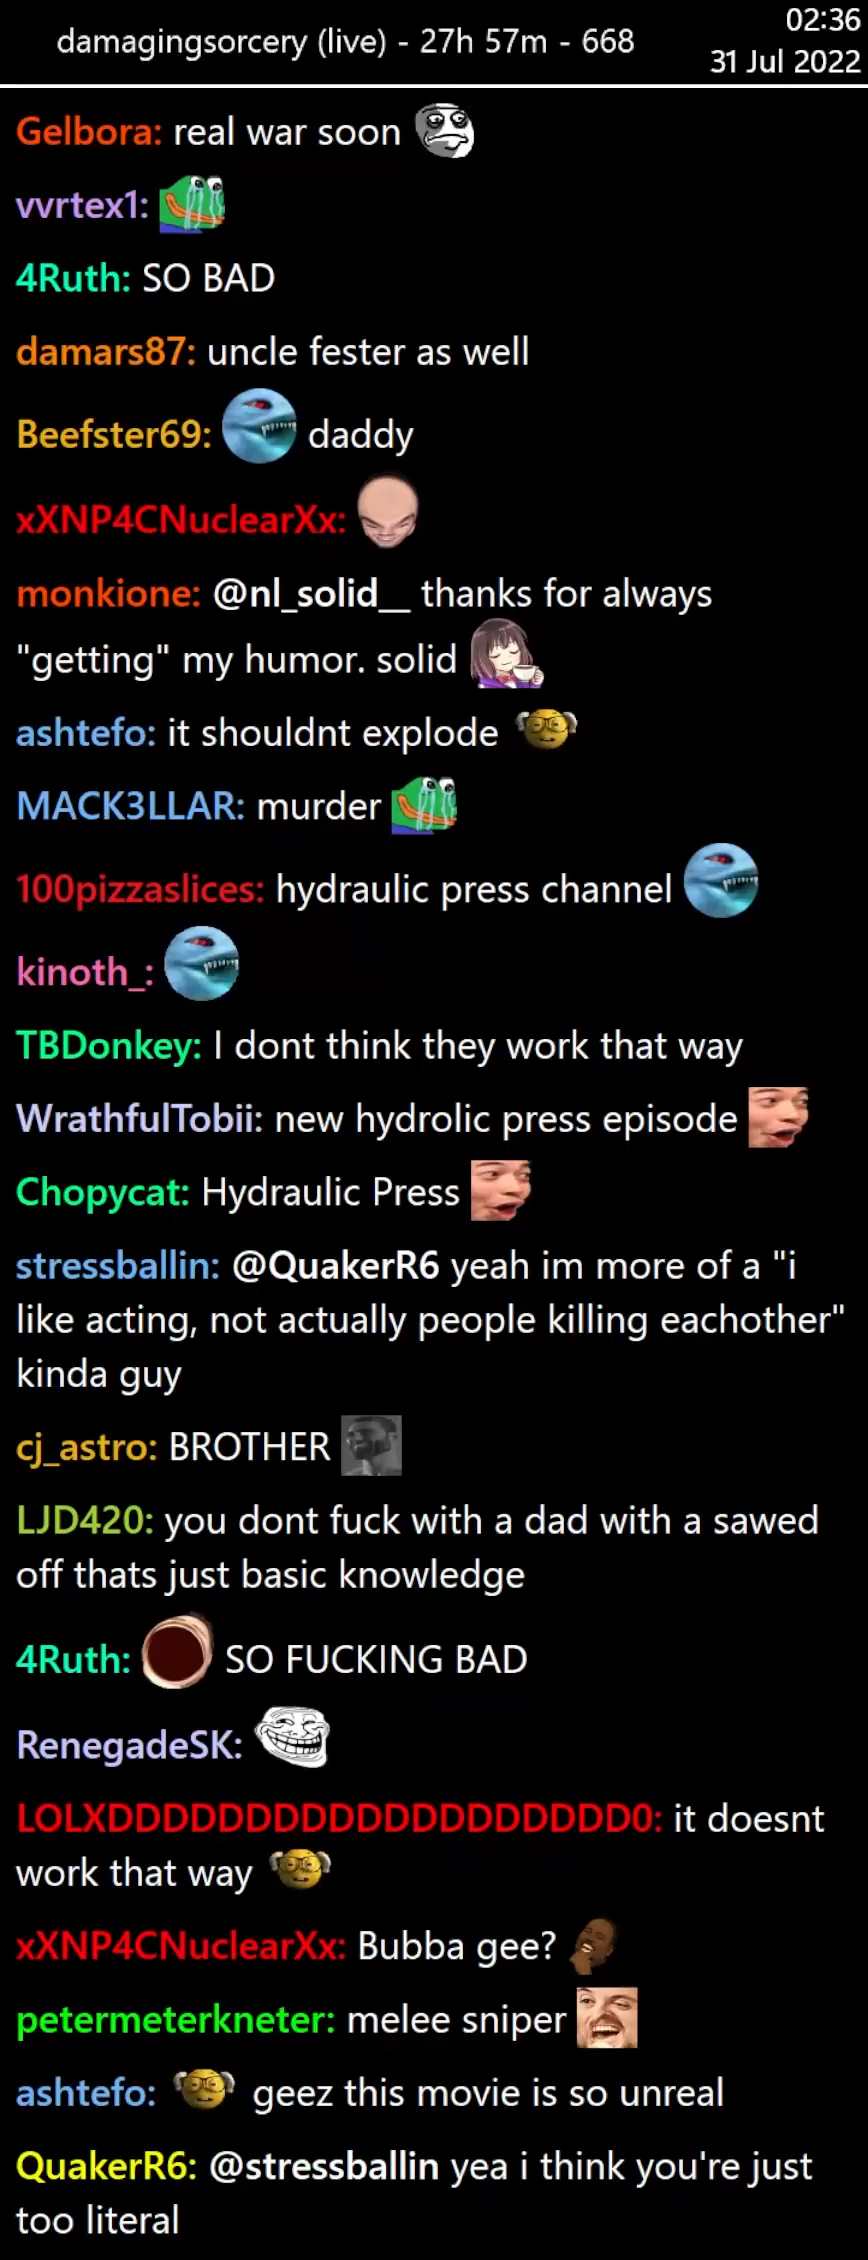 damagingsorcery (live) - 27h 57m - 668
02:36
31 Jul 2022
Gelbora: real war soon
vvrtex1:
4Ruth: SO BAD
damars87: uncle fester as well
Beefster69: daddy
xXNP4CNuclearXx:
monkione: @nl_solid__ thanks for always
"getting" my humor. solid
ashtefo: it shouldnt explode
MACK3LLAR: murder
100pizzaslices: hydraulic press channel
kinoth_:
TBDonkey: I dont think they work that way
WrathfulTobii: new hydrolic press episode
Chopycat: Hydraulic Press
stressballin: @QuakerR6 yeah im more of a "i
like acting, not actually people killing eachother"
kinda guy
cj_astro: BROTHER
LJD420: you dont fuck with a dad with a sawed
off thats just basic knowledge
4Ruth: SO FUCKING BAD
RenegadeSK:
LOLXDDDDDDDDDDDDDDDDDDD0: it doesnt
work that way
xXNP4CNuclearXx: Bubba gee?
petermeterkneter: melee sniper
ashtefo: geez this movie is so unreal
QuakerR6: @stressballin yea i think you're just
too literal